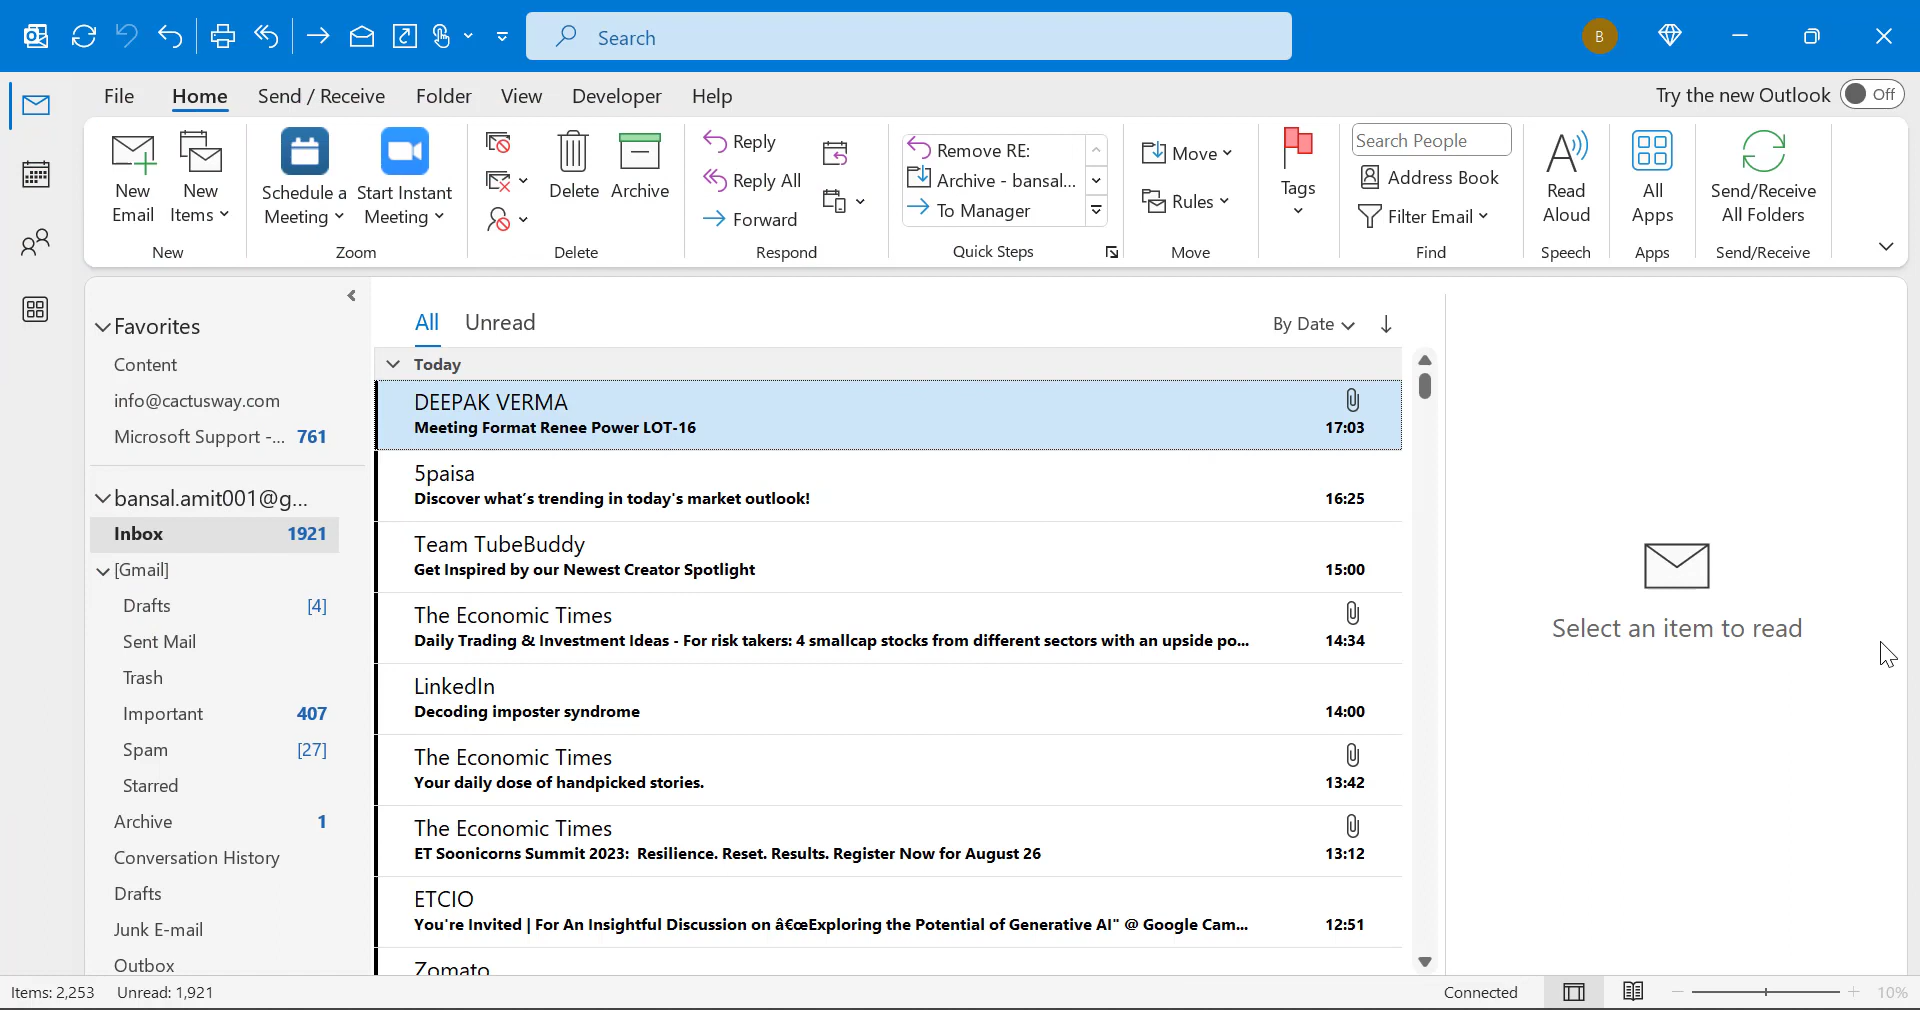 Search
B
File Home Send / Receive Folder View Developer Help
Try the new Outlook Off
New Email
New Items
New
Schedule a Meeting
Start Instant Meeting
Zoom
Delete
Archive
Delete
Reply
Reply All
Forward
Respond
Remove RE:
Archive - bansal...
To Manager
Quick Steps
Move
Rules
Move
Tags
Search People
Address Book
Filter Email
Find
Read Aloud
Speech
All Apps
Apps
Send/Receive All Folders
Send/Receive
Favorites
Content
info@cactusway.com
Microsoft Support -... 761
bansal.amit001@g...
Inbox 1921
[Gmail]
Drafts [4]
Sent Mail
Trash
Important 407
Spam [27]
Starred
Archive 1
Conversation History
Drafts
Junk E-mail
Outbox
All Unread By Date
Today
DEEPAK VERMA
Meeting Format Renee Power LOT-16 17:03
5paisa
Discover what's trending in today's market outlook! 16:25
Team TubeBuddy
Get Inspired by our Newest Creator Spotlight 15:00
The Economic Times
Daily Trading & Investment Ideas - For risk takers: 4 smallcap stocks from different sectors with an upside po... 14:34
LinkedIn
Decoding imposter syndrome 14:00
The Economic Times
Your daily dose of handpicked stories. 13:42
The Economic Times
ET Soonicorns Summit 2023: Resilience. Reset. Results. Register Now for August 26 13:12
ETCIO
You're Invited | For An Insightful Discussion on â€œExploring the Potential of Generative AI" @ Google Cam... 12:51
Zomato
Select an item to read
Items: 2,253 Unread: 1,921
Connected
10%